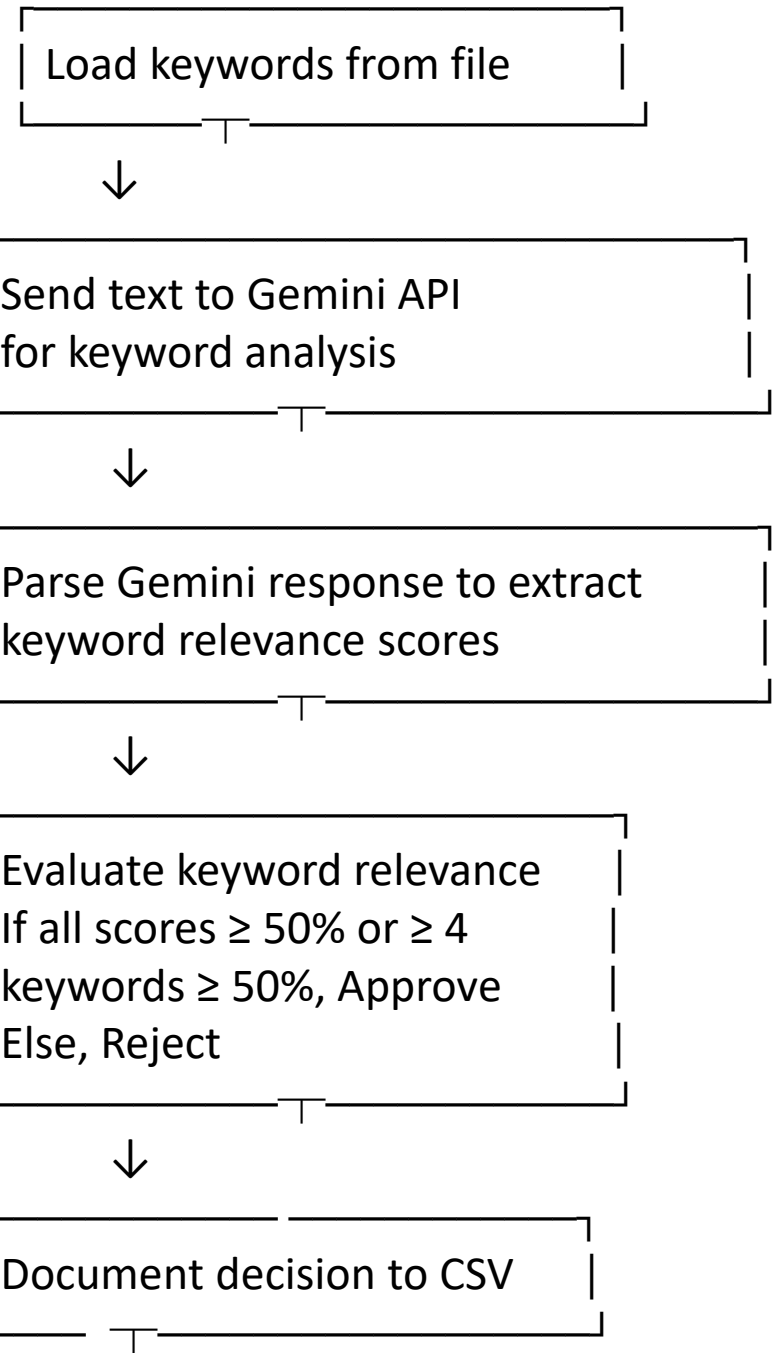 Load keywords from file
↓
Send text to Gemini API
for keyword analysis
↓
Parse Gemini response to extract
keyword relevance scores
↓
Evaluate keyword relevance
If all scores ≥ 50% or ≥ 4
keywords ≥ 50%, Approve
Else, Reject
↓
Document decision to CSV